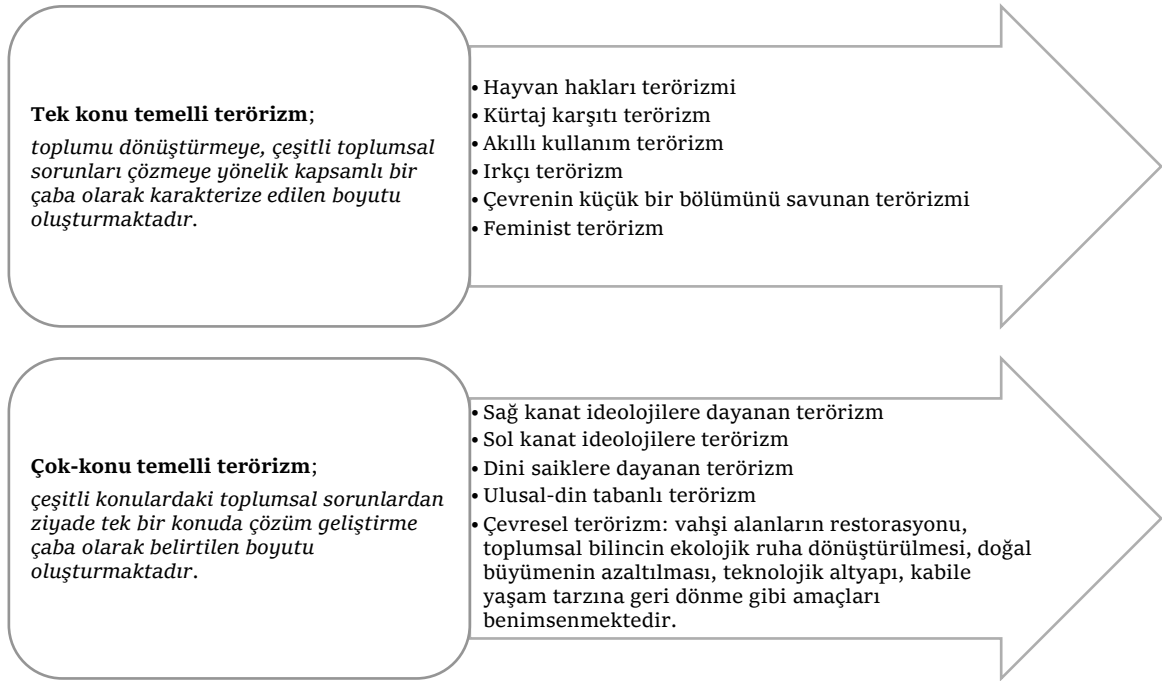 Tek konu temelli terörizm;
toplumu dönüştürmeye, çeşitli toplumsal
sorunları çözmeye yönelik kapsamlı bir
çaba olarak karakterize edilen boyutu
oluşturmaktadır.
• Hayvan hakları terörizmi
• Kürtaj karşıtı terörizm
• Akıllı kullanım terörizm
• Irkçı terörizm
• Çevrenin küçük bir bölümünü savunan terörizmi
• Feminist terörizm
Çok-konu temelli terörizm;
çeşitli konulardaki toplumsal sorunlardan
ziyade tek bir konuda çözüm geliştirme
çaba olarak belirtilen boyutu
oluşturmaktadır.
• Sağ kanat ideolojilere dayanan terörizm
• Sol kanat ideolojilere terörizm
• Dini saiklere dayanan terörizm
• Ulusal-din tabanlı terörizm
• Çevresel terörizm: vahşi alanların restorasyonu,
toplumsal bilincin ekolojik ruha dönüştürülmesi, doğal
büyümenin azaltılması, teknolojik altyapı, kabile
yaşam tarzına geri dönme gibi amaçları
benimsenmektedir.